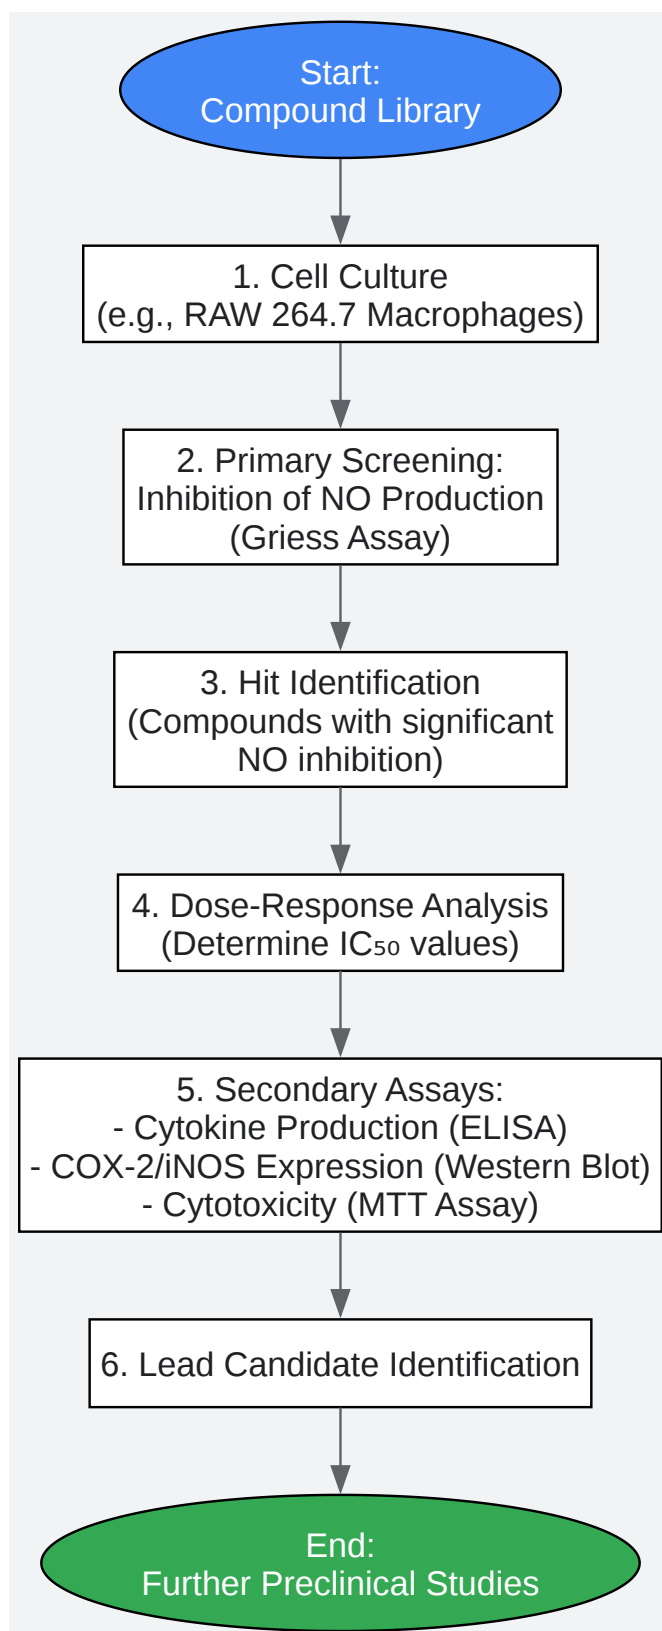 Start:
Compound Library
1. Cell Culture
(e.g., RAW 264.7 Macrophages)
2. Primary Screening:
Inhibition of NO Production
(Griess Assay)
3. Hit Identification
(Compounds with significant
NO inhibition)
4. Dose-Response Analysis
(Determine IC₅₀ values)
5. Secondary Assays:
- Cytokine Production (ELISA)
- COX-2/iNOS Expression (Western Blot)
- Cytotoxicity (MTT Assay)
6. Lead Candidate Identification
End:
Further Preclinical Studies